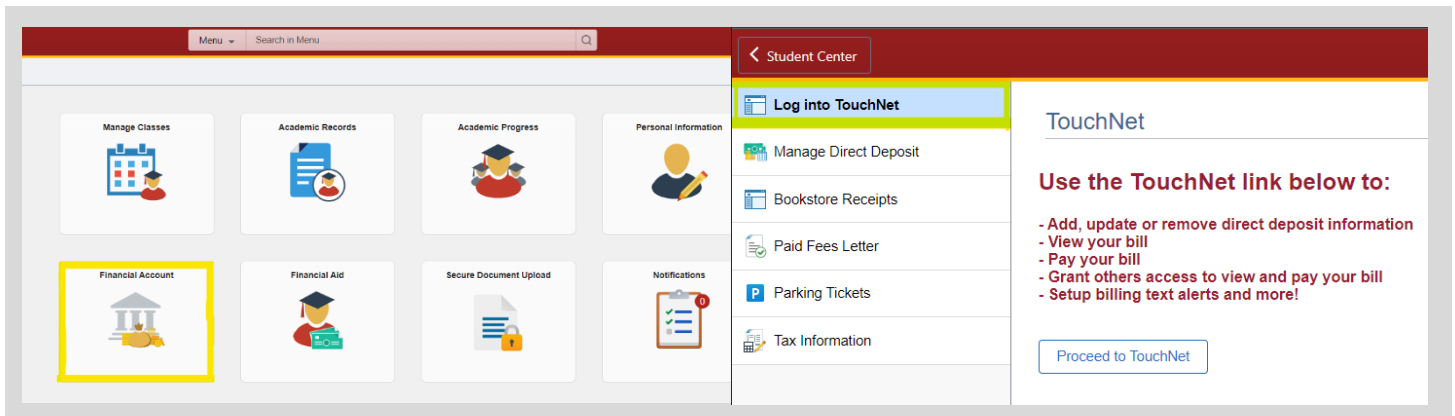 Menu
Search in Menu
Manage Classes
Academic Records
Academic Progress
Personal Information
Financial Account
Financial Aid
Secure Document Upload
Notifications
0
Student Center
Log into TouchNet
Manage Direct Deposit
Bookstore Receipts
Paid Fees Letter
P
Parking Tickets
Tax Information
TouchNet
Use the TouchNet link below to:
- Add, update or remove direct deposit information
- View your bill
- Pay your bill
- Grant others access to view and pay your bill
- Setup billing text alerts and more!
Proceed to TouchNet